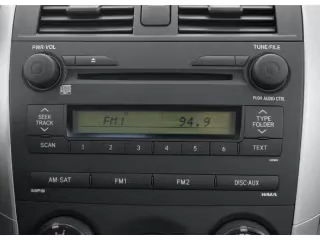 PWR·VOL
TUNE/FILE
PUSH AUDIO CTRL
SEEK
TRACK
FM1 94.9
TYPE
FOLDER
SCAN
1 2 3 4 5 6
TEXT
AM·SAT
FM1
FM2
DISC·AUX
WMA